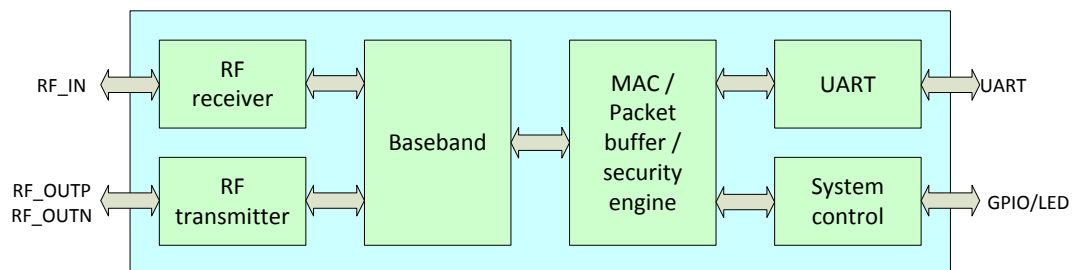 RF_IN
RF
receiver
RF_OUTP
RF_OUTN
RF
transmitter
Baseband
MAC /
Packet
buffer /
security
engine
UART
UART
System
control
GPIO/LED